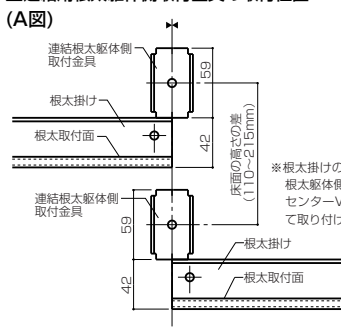 (A図)
連結根太躯体側
取付金具
根太掛け
根太取付面
59
42
床面の高さの差
(110〜215mm)
※根太掛けの
根太躯体側
センターV
て取り付け
連結根太躯体側
取付金具
59
42
根太掛け
根太取付面